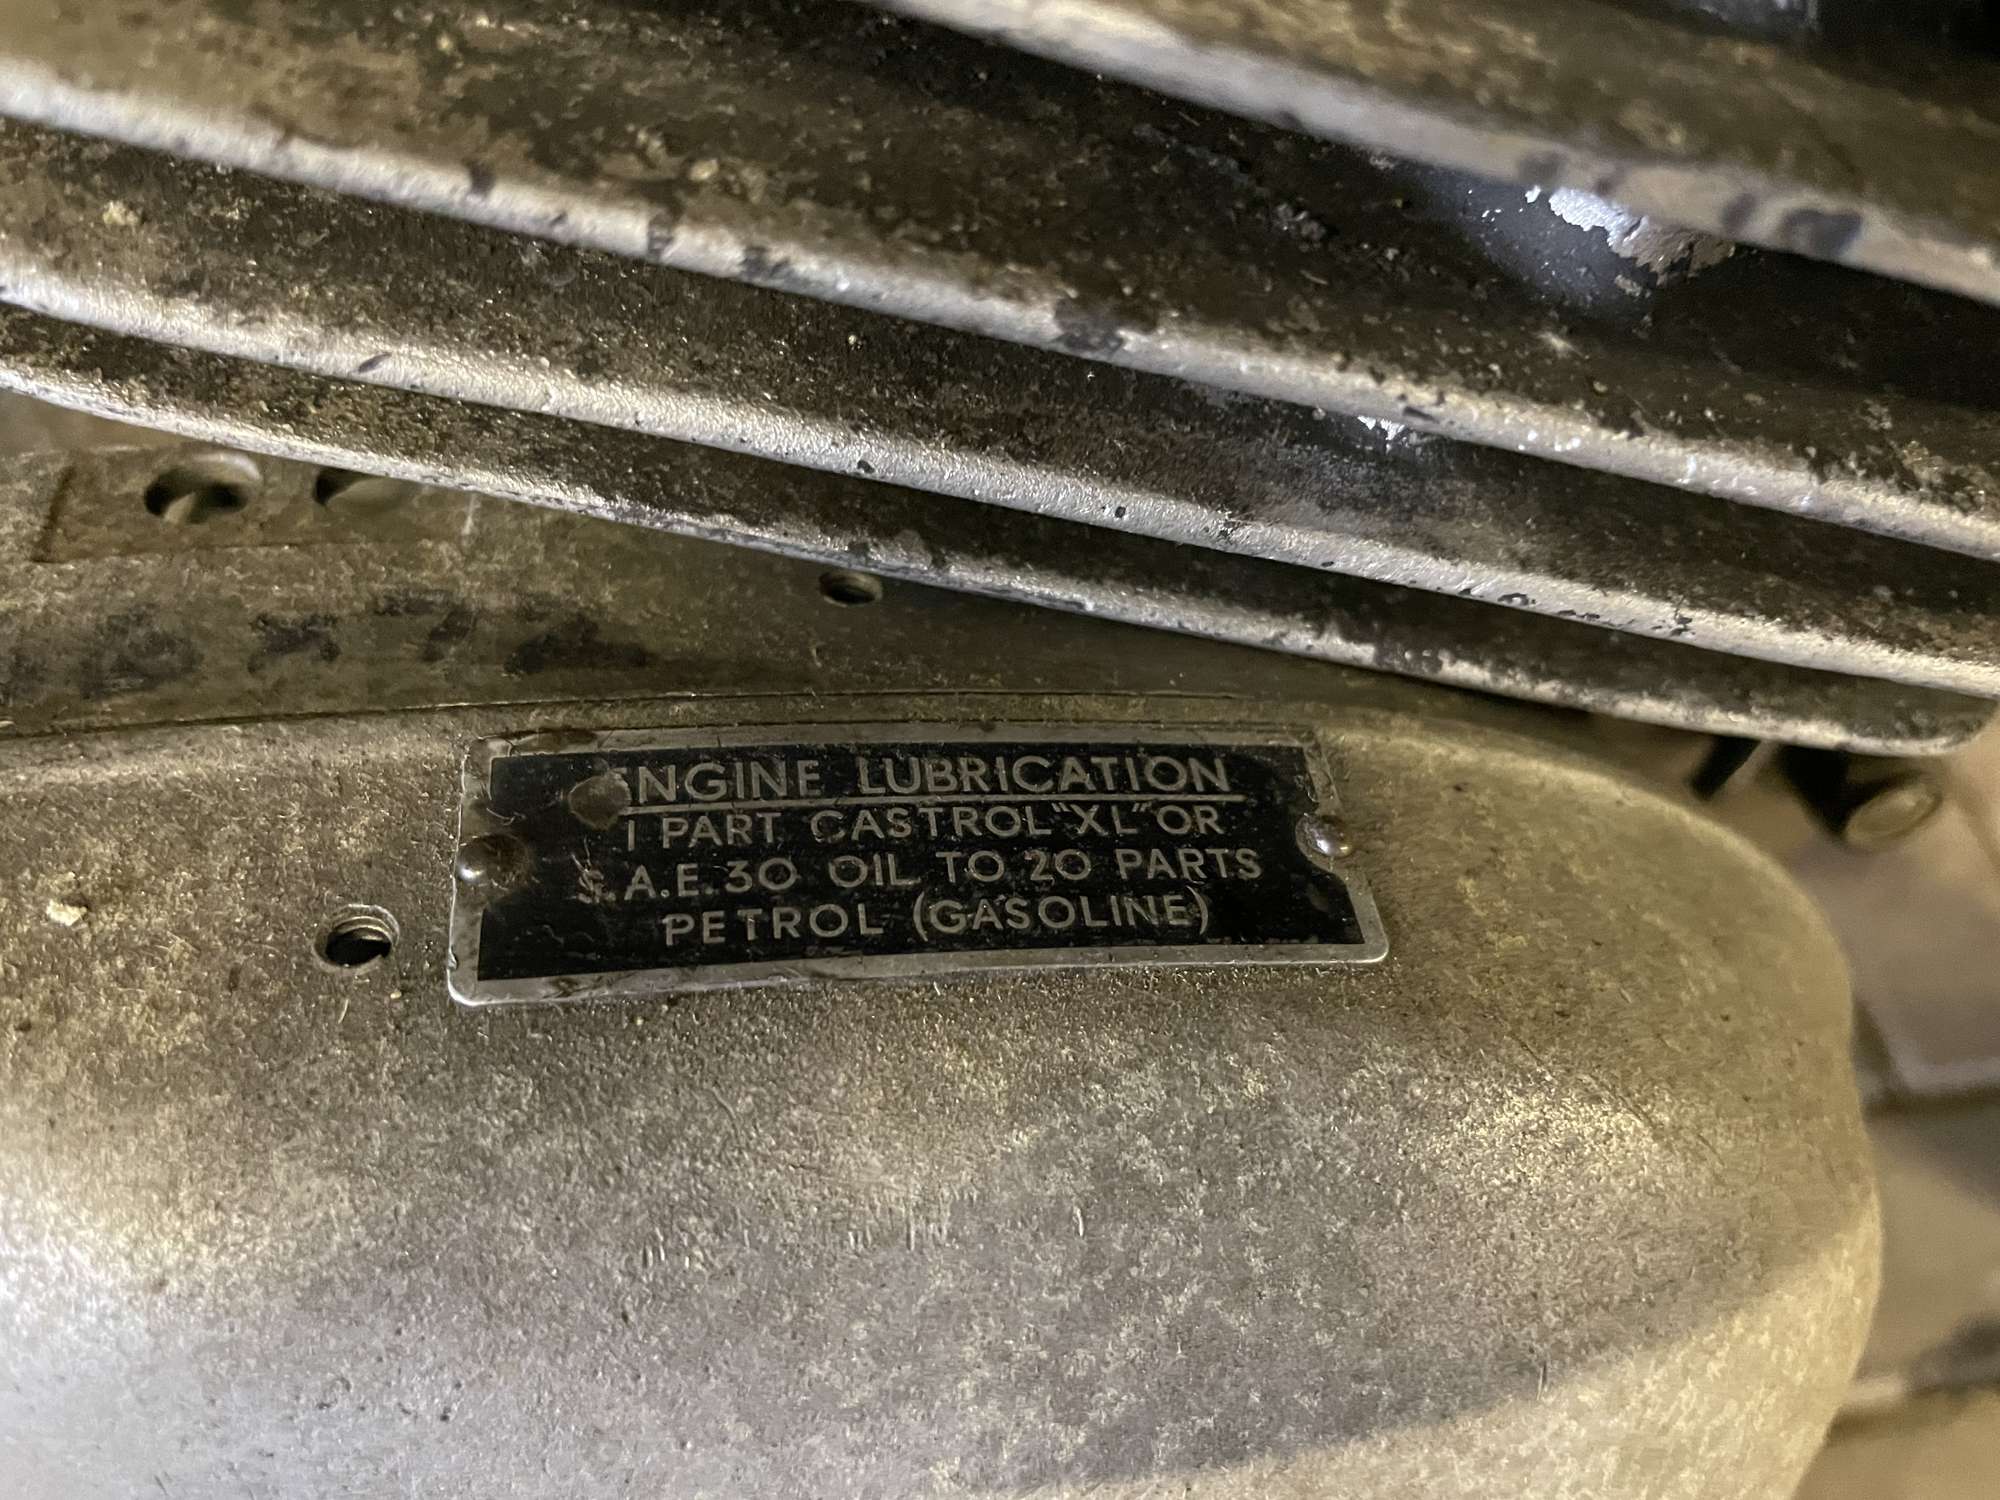 ENGINE LUBRICATION
1 PART CASTROL "XL" OR
S.A.E. 30 OIL TO 20 PARTS
PETROL (GASOLINE)